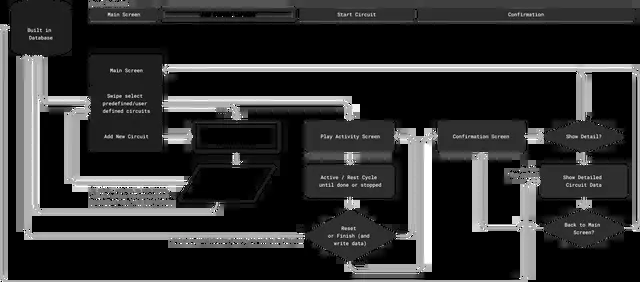 Main Screen
Start Circuit
Confirmation
Built in
Database
Main Screen
Swipe select
predefined/user
defined circuits
Add New Circuit
Play Activity Screen
Confirmation Screen
Show Detail?
Active / Rest Cycle
until done or stopped
Show Detailed
Circuit Data
Reset
or Finish (and
write data)
Back to Main
Screen?